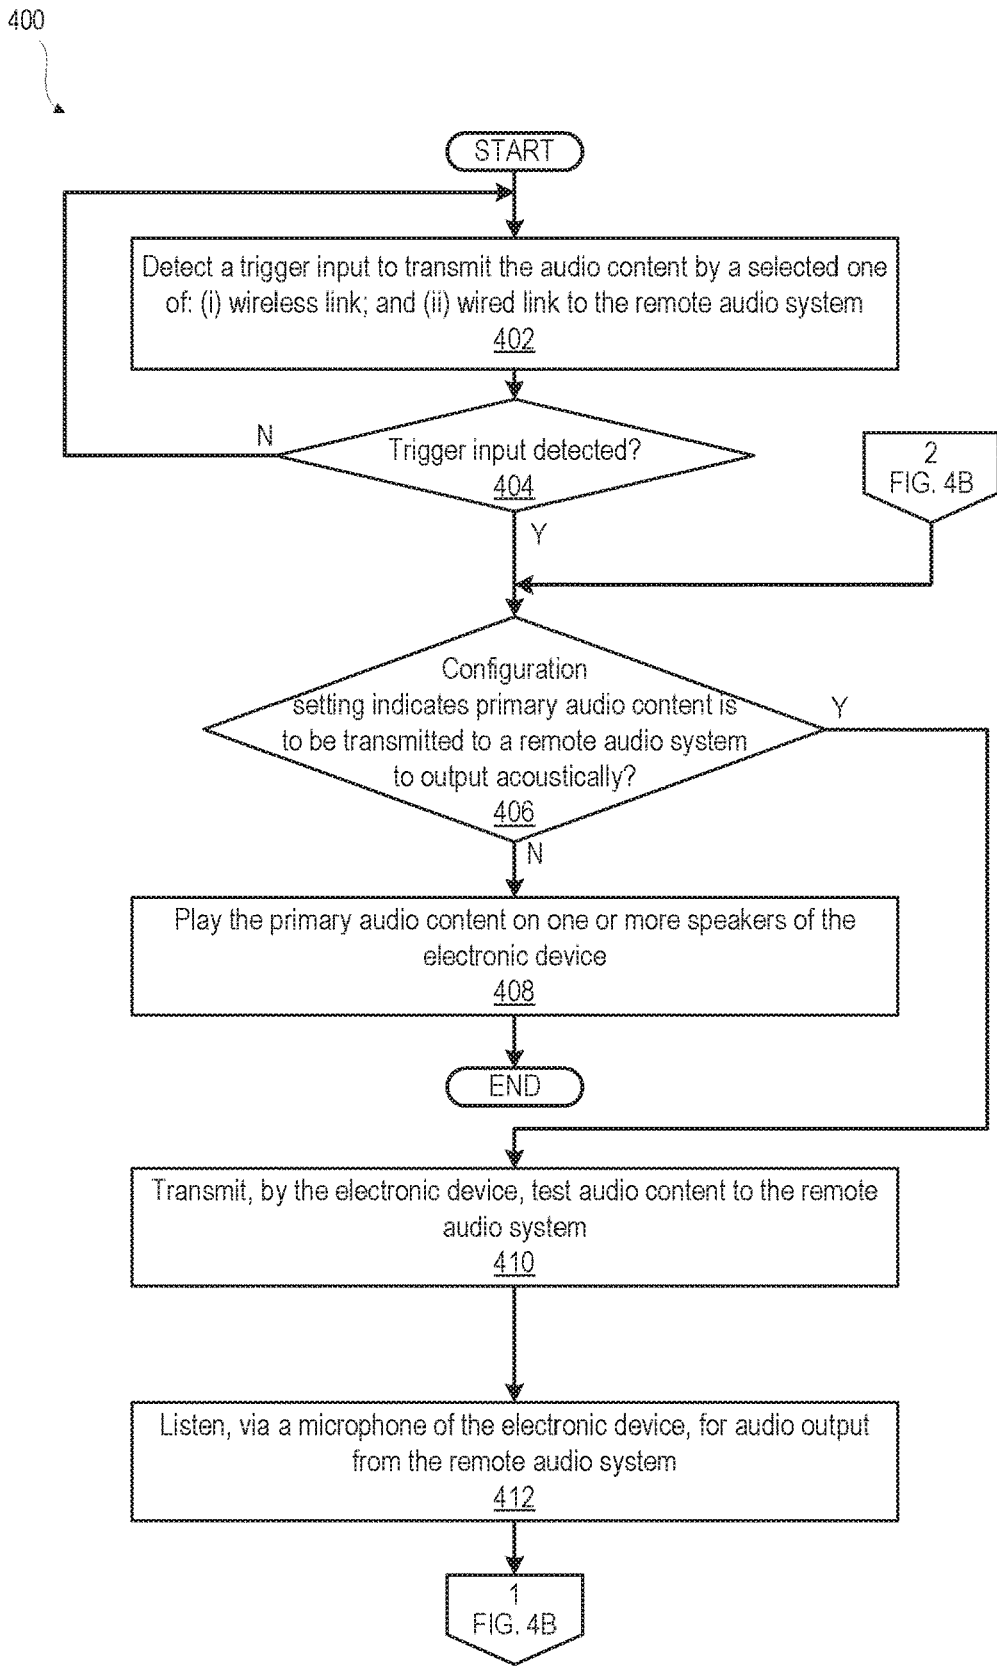 400
START
Detect a trigger input to transmit the audio content by a selected one
of: (i) wireless link; and (ii) wired link to the remote audio system
402
N
Trigger input detected?
404
Y
2
FIG. 4B
Configuration
setting indicates primary audio content is
to be transmitted to a remote audio system
to output acoustically?
406
Y
N
Play the primary audio content on one or more speakers of the
electronic device
408
END
Transmit, by the electronic device, test audio content to the remote
audio system
410
Listen, via a microphone of the electronic device, for audio output
from the remote audio system
412
1
FIG. 4B